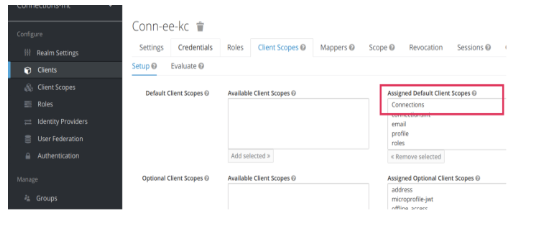 Connections-mt
Configure
Realm Settings
Clients
Client Scopes
Roles
Identity Providers
User Federation
Authentication
Manage
Groups
Conn-ee-kc
Settings Credentials Roles Client Scopes Mappers Scope Revocation Sessions
Setup Evaluate
Default Client Scopes Available Client Scopes Assigned Default Client Scopes
Connections
email
profile
roles
Add selected » « Remove selected
Optional Client Scopes Available Client Scopes Assigned Optional Client Scopes
address
microprofile-jwt
offline_access